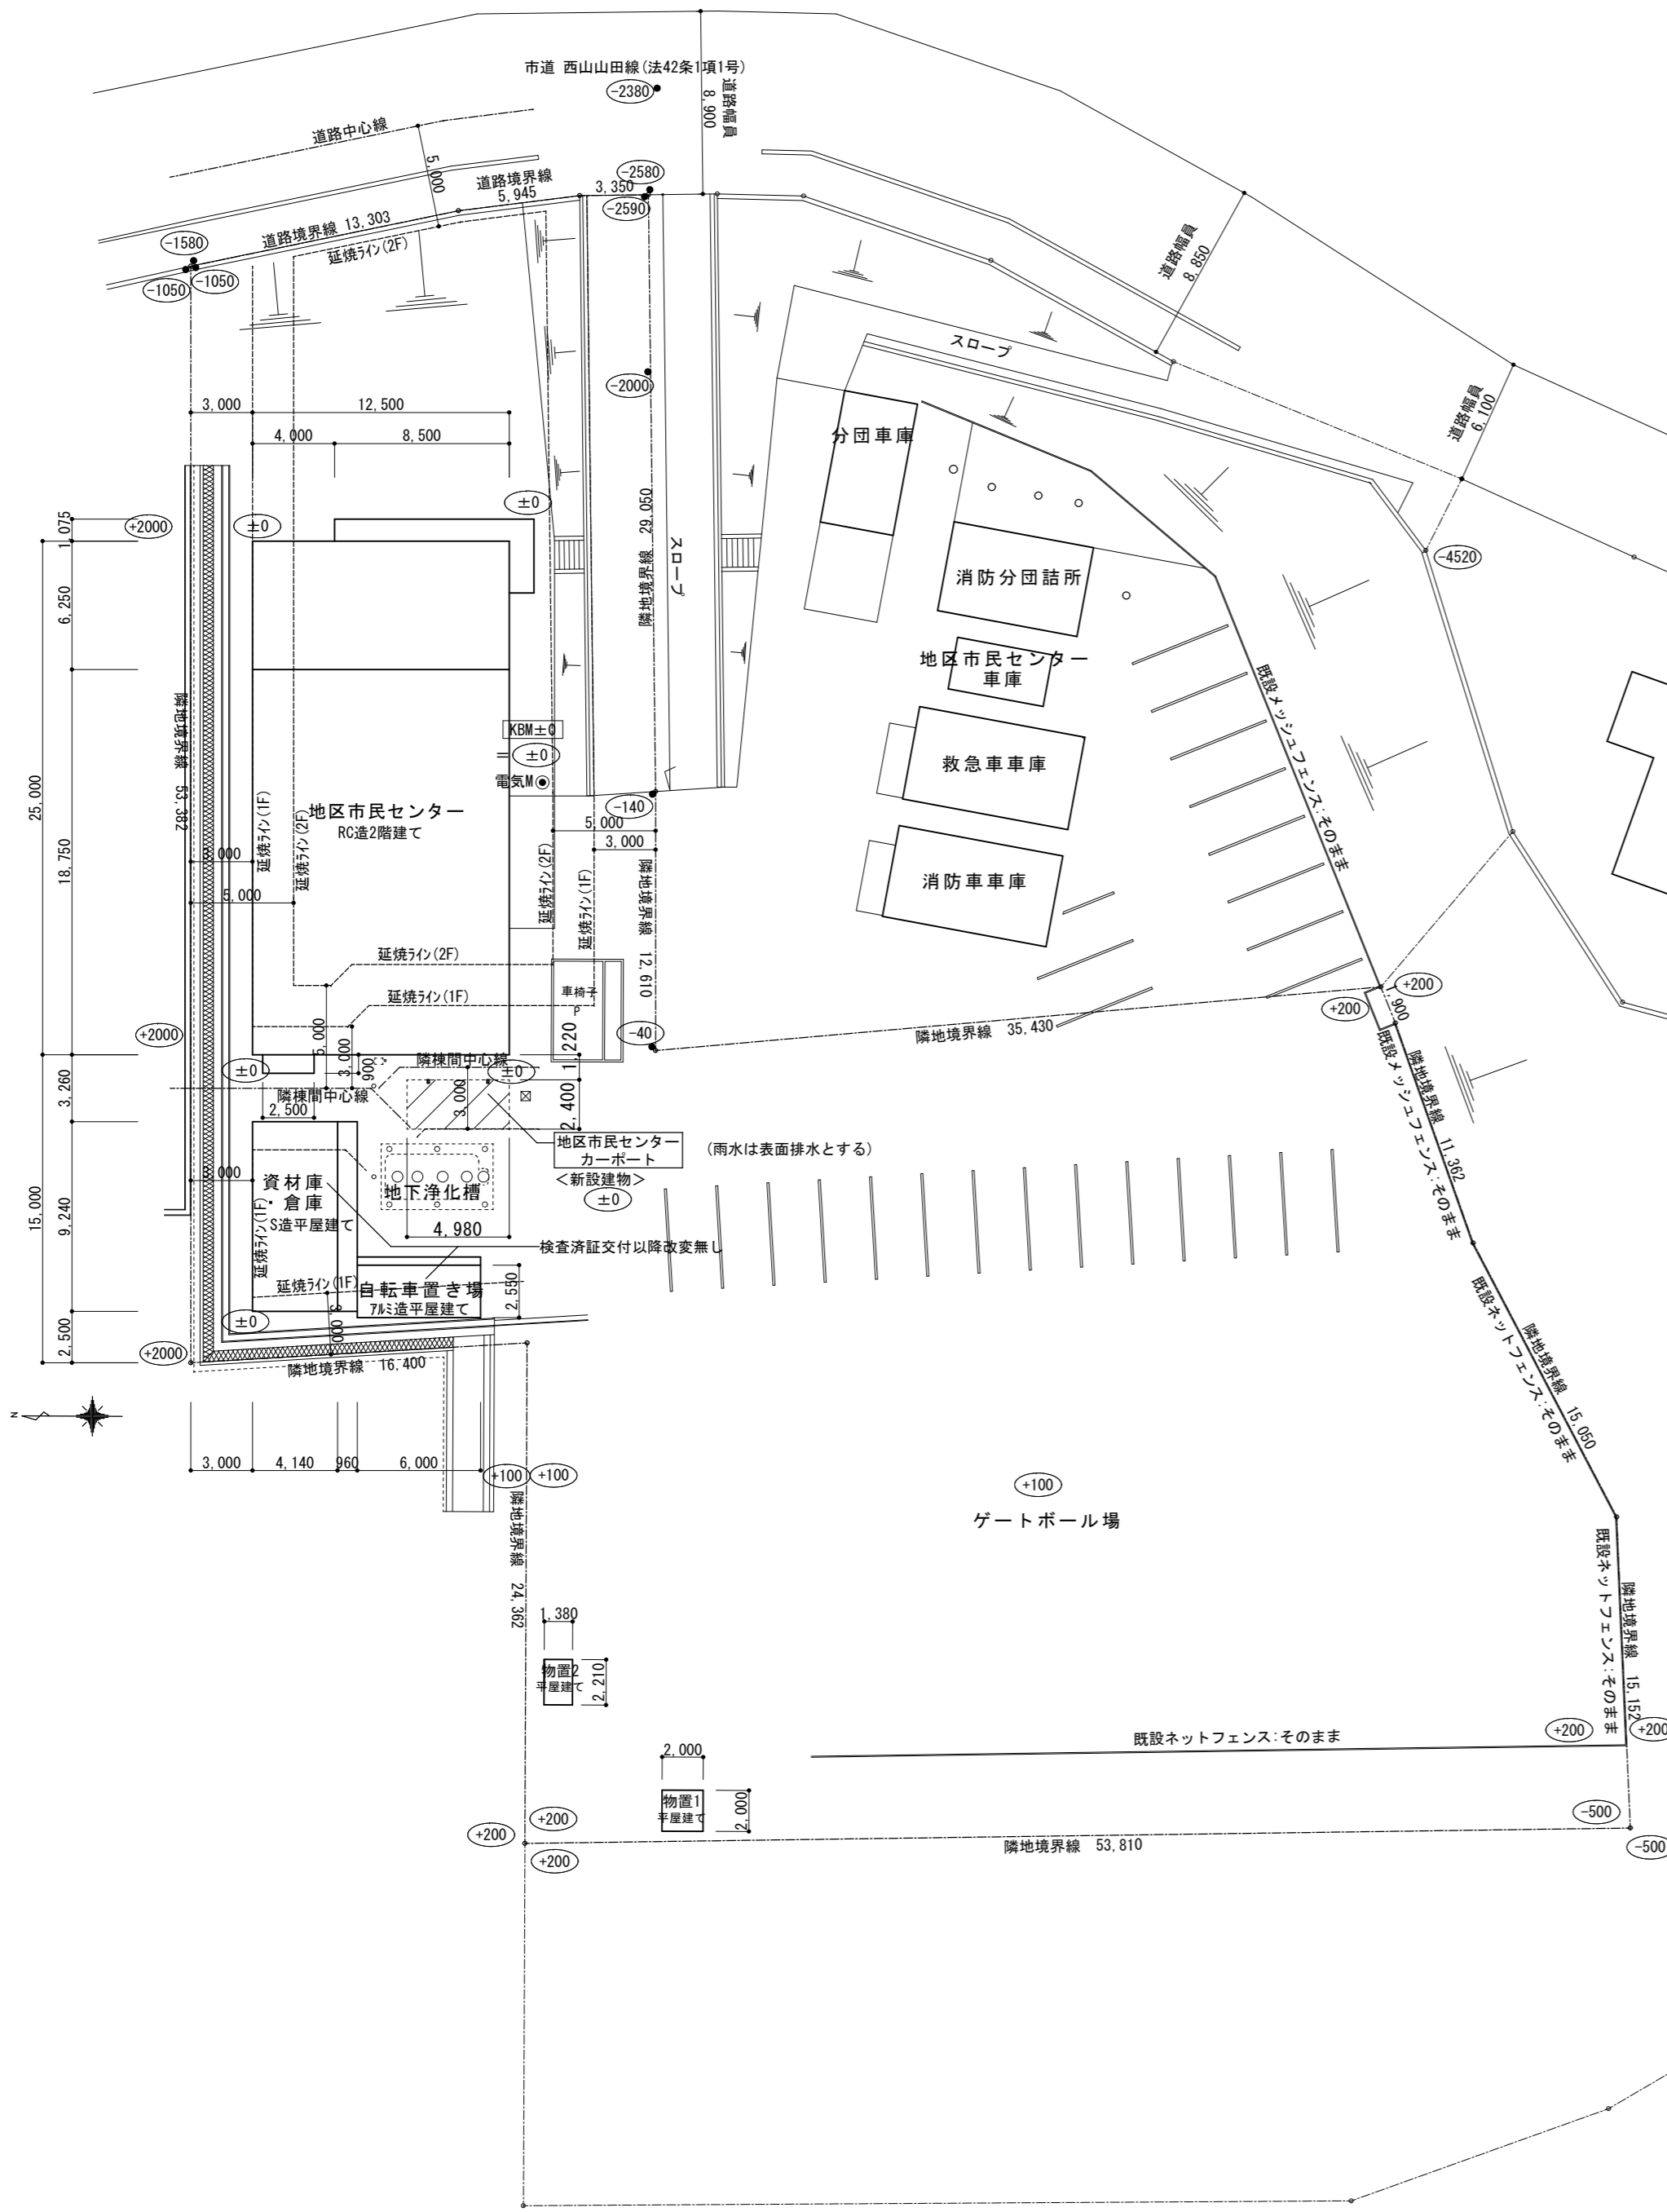 市道 西山山田線(法42条1項1号)
-2380
道路幅員
8,900
道路中心線
5,000
道路境界線
5,945
3,350
-2580
-2590
道路境界線 13,303
延焼ライン(2F)
-1580
-1050
-1050
道路幅員
8,850
スロープ
道路幅員
6,100
-2000
3,000
12,500
4,000
8,500
分団車庫
±0
±0
+2000
1,075
隣地境界線 29,050
スロープ
-4520
消防分団詰所
6,250
地区市民センター
車庫
既設メッシュフェンス:そのまま
隣地境界線 53,382
KBM±0
=
±0
電気M
救急車車庫
25,000
18,750
延焼ライン(1F)
延焼ライン(2F)
地区市民センター
RC造2階建て
-140
5,000
3,000
3,000
5,000
延焼ライン(2F)
延焼ライン(1F)
隣地境界線 12,610
消防車車庫
延焼ライン(2F)
延焼ライン(1F)
車椅子
P
+200
+200
1,900
隣地境界線 35,430
-40
+2000
±0
5,000
3,000
900
1,220
隣棟間中心線
±0
隣棟間中心線
3,260
2,500
3,000
2,400
地区市民センター
カーポート
(雨水は表面排水とする)
<新設建物>
±0
既設メッシュフェンス:そのまま
隣地境界線 11,362
3,000
資材庫
・倉庫
S造平屋建て
地下浄化槽
4,980
15,000
9,240
延焼ライン(1F)
検査済証交付以降改変無し
延焼ライン(1F)
自転車置き場
アルミ造平屋建て
2,550
3,000
±0
2,500
+2000
隣地境界線 16,400
既設ネットフェンス:そのまま
隣地境界線 15,050
N
3,000
4,140
960
6,000
+100
+100
+100
ゲートボール場
隣地境界線 24,362
既設ネットフェンス:そのまま
隣地境界線 15,152
1,380
物置2
平屋建て
2,210
既設ネットフェンス:そのまま
+200
+200
2,000
物置1
平屋建て
2,000
+200
+200
+200
隣地境界線 53,810
-500
-500